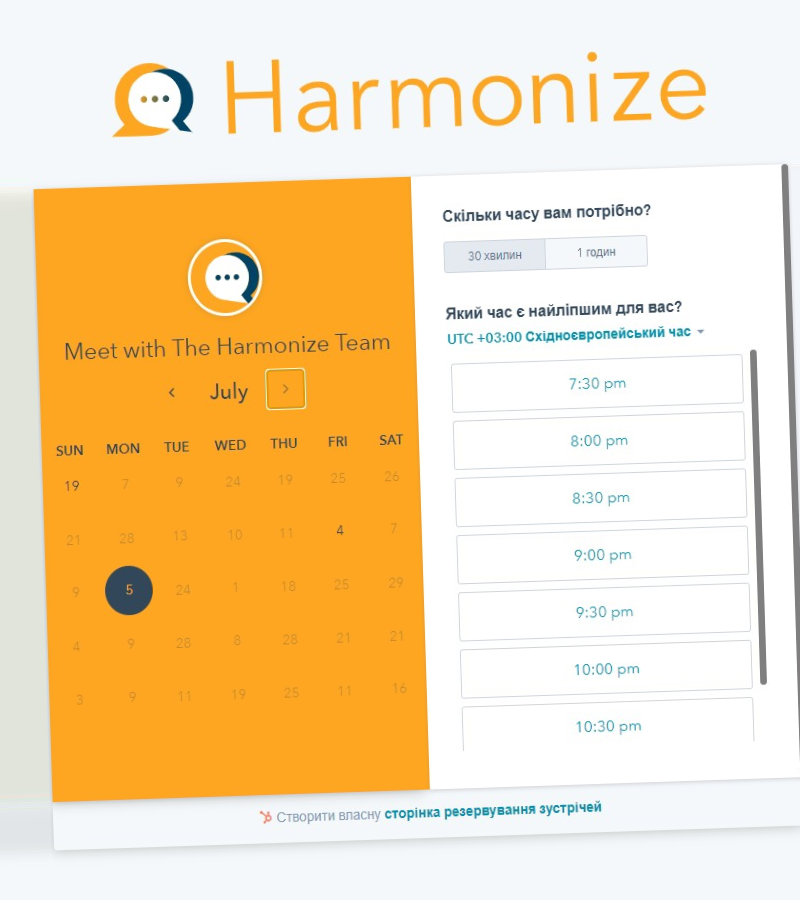 Harmonize
Meet with The Harmonize Team
July
SUN MON TUE WED THU FRI SAT
19 7 9 24 19 25 26
21 28 13 10 11 4 7
9 5 24 1 18 25 29
4 9 28 8 28 21 21
3 9 11 19 25 11 16
Скільки часу вам потрібно?
30 хвилин 1 годин
Який час є найліпшим для вас?
UTC +03:00 Східноєвропейський час
7:30 pm
8:00 pm
8:30 pm
9:00 pm
9:30 pm
10:00 pm
10:30 pm
Створити власну сторінка резервування зустрічей